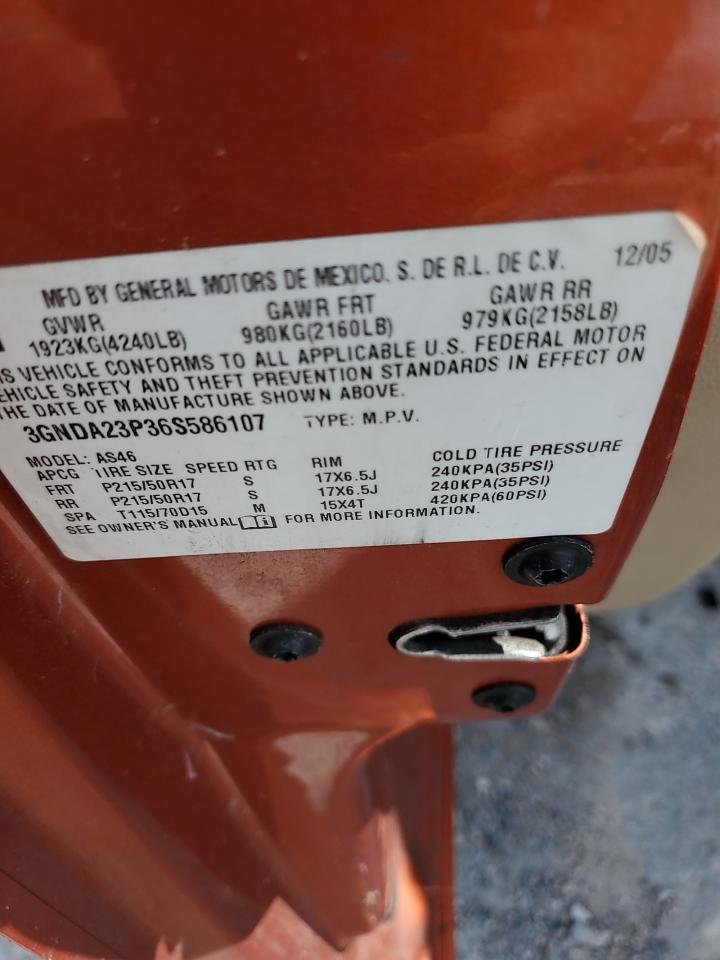 MFD BY GENERAL MOTORS DE MEXICO. S. DE R.L. DE C.V. 12/05
GVWR GAWR FRT GAWR RR
1923KG(4240LB) 980KG(2160LB) 979KG(2158LB)
IS VEHICLE CONFORMS TO ALL APPLICABLE U.S. FEDERAL MOTOR
EHICLE SAFETY AND THEFT PREVENTION STANDARDS IN EFFECT ON
THE DATE OF MANUFACTURE SHOWN ABOVE.
3GNDA23P36S586107 TYPE: M.P.V.
MODEL: AS46
APCG TIRE SIZE SPEED RTG RIM COLD TIRE PRESSURE
FRT P215/50R17 S 17X6.5J 240KPA(35PSI)
RR P215/50R17 S 17X6.5J 240KPA(35PSI)
SPA T115/70D15 M 15X4T 420KPA(60PSI)
SEE OWNER'S MANUAL FOR MORE INFORMATION.